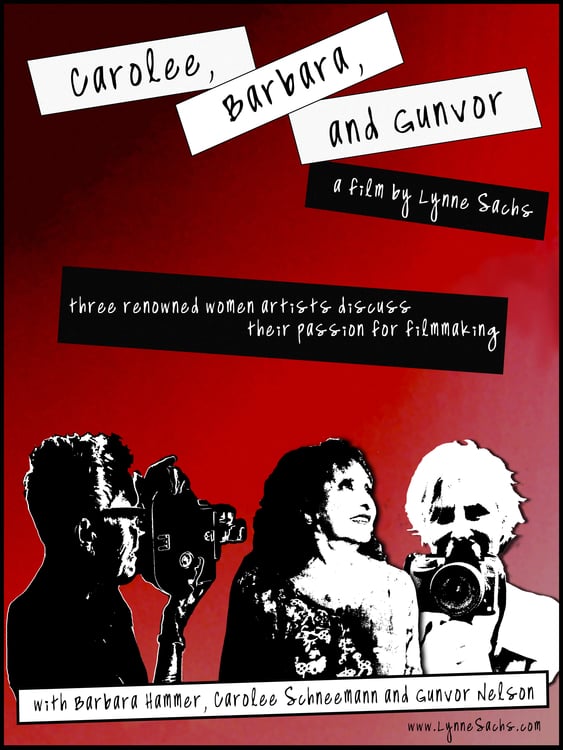 Carolee,
Barbara,
and Gunvor
a film by Lynne Sachs
three renowned women artists discuss
their passion for filmmaking
with Barbara Hammer, Carolee Schneemann and Gunvor Nelson
www.LynneSachs.com